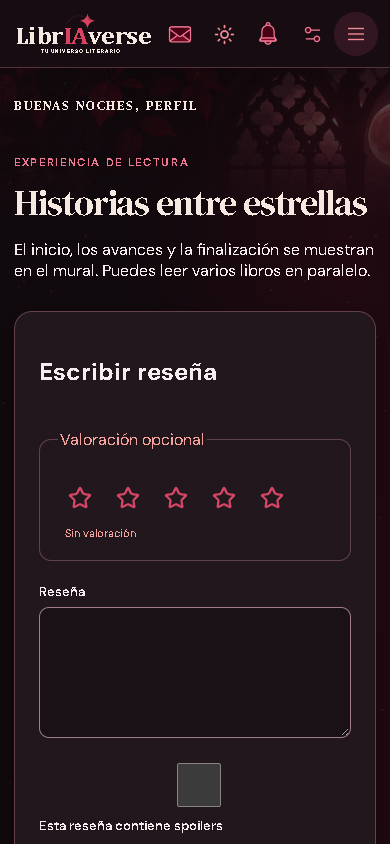 LibrIAverse
TU UNIVERSO LITERARIO
BUENAS NOCHES, PERFIL
EXPERIENCIA DE LECTURA
Historias entre estrellas
El inicio, los avances y la finalización se muestran
en el mural. Puedes leer varios libros en paralelo.
Escribir reseña
Valoración opcional
Sin valoración
Reseña
Esta reseña contiene spoilers